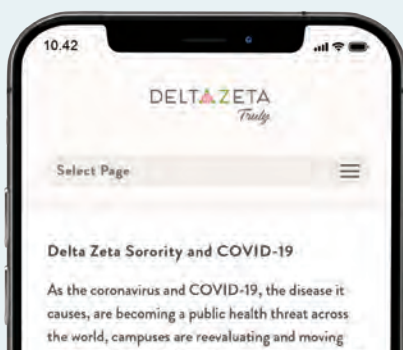 10.42
DELTA ZETA
Truly
Select Page
Delta Zeta Sorority and COVID-19
As the coronavirus and COVID-19, the disease it
causes, are becoming a public health threat across
the world, campuses are reevaluating and moving